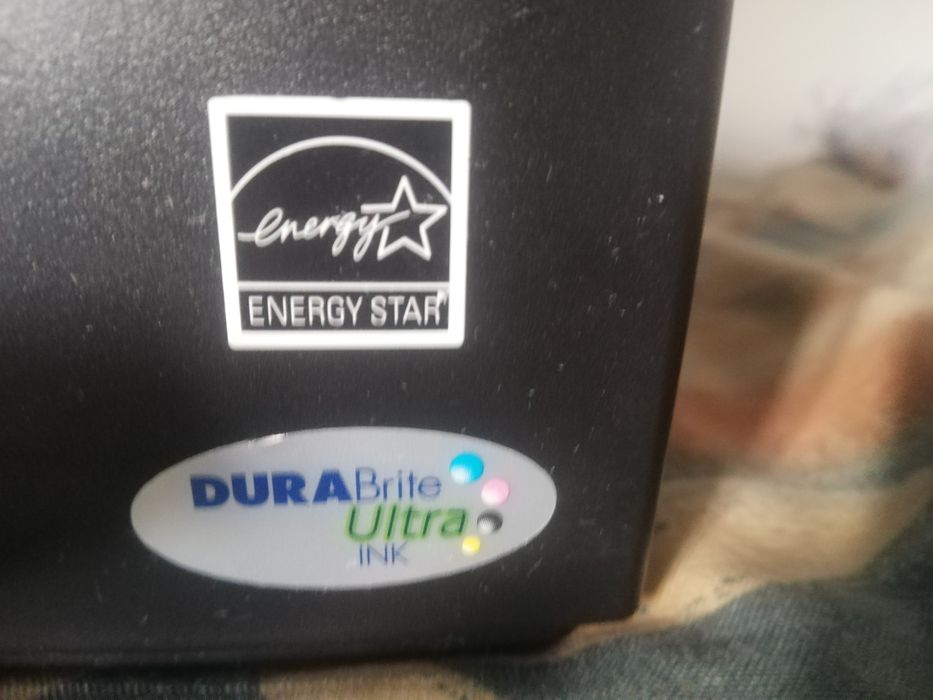 energy
ENERGY STAR
DURABrite
Ultra
INK